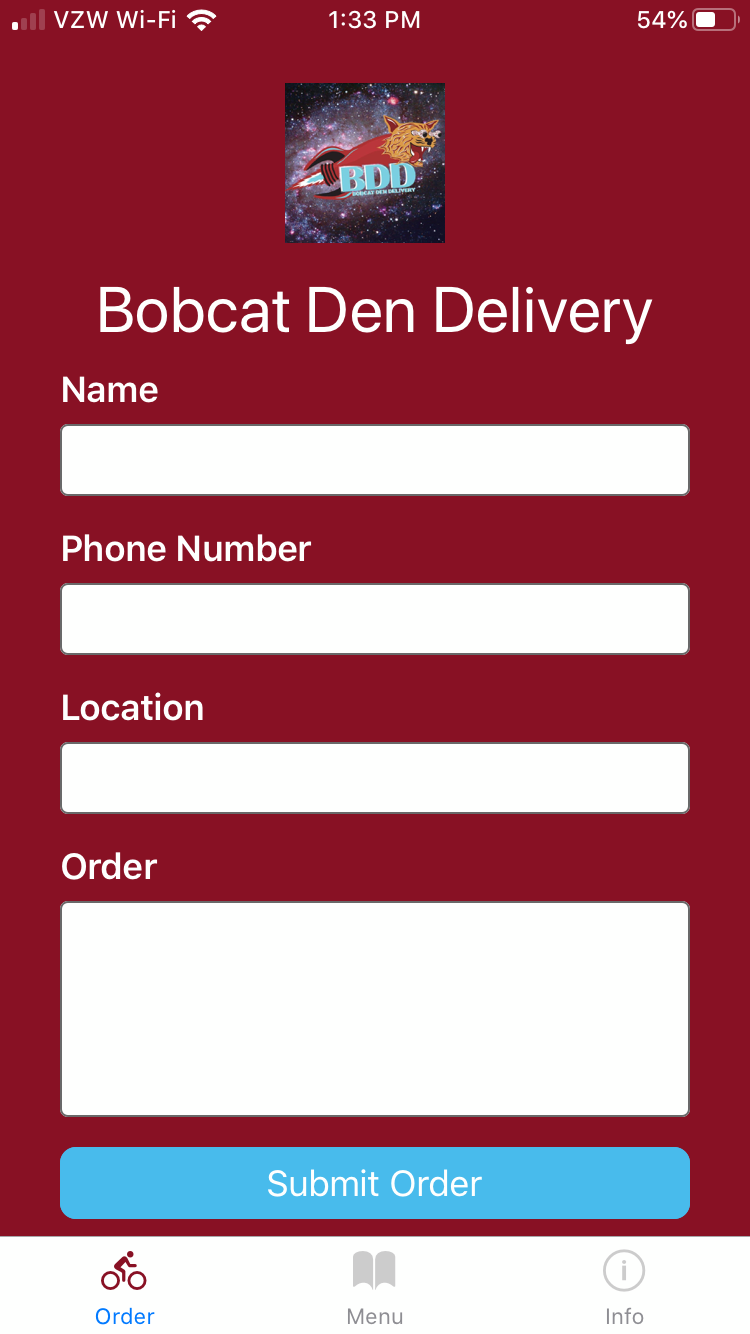 VZW Wi-Fi 1:33 PM 54%
BDD
BOBCAT DEN DELIVERY
Bobcat Den Delivery
Name
Phone Number
Location
Order
Submit Order
Order Menu Info